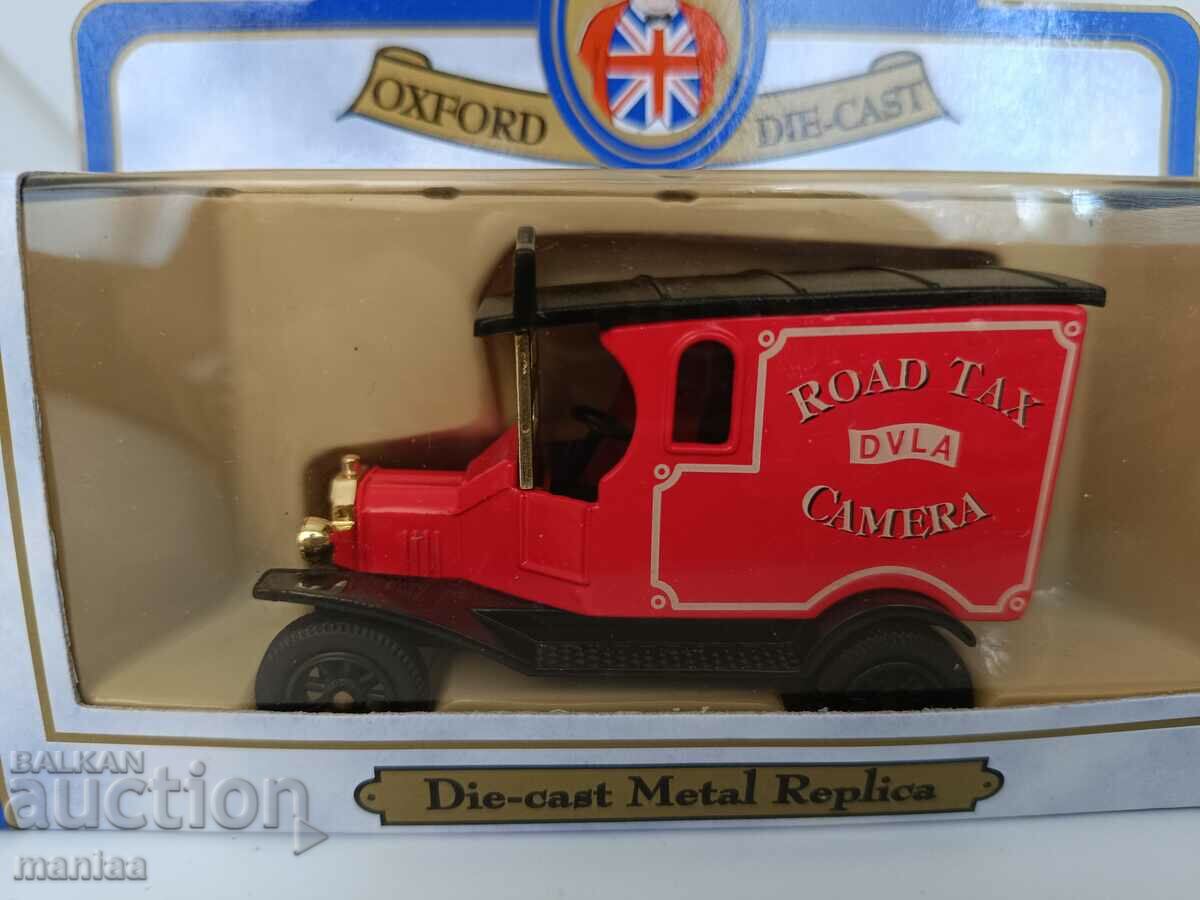 OXFORD DIE-CAST
ROAD TAX
DVLA
CAMERA
Die-cast Metal Replica
BALKAN
auction
maniaa